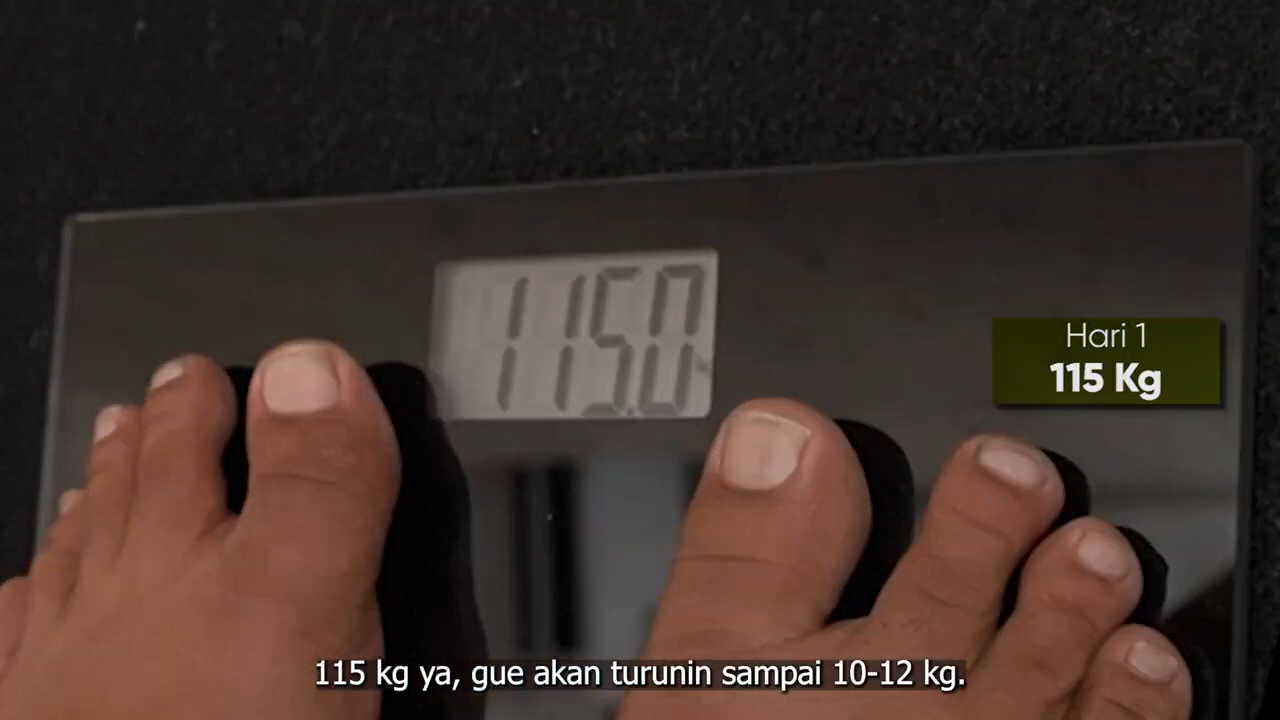 115.0
Hari 1
115 Kg
115 kg ya, gue akan turunin sampai 10-12 kg.